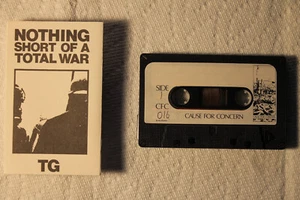 NOTHING
SHORT OF A
TOTAL WAR
TG
SIDE
1
CFC
016
CAUSE FOR CONCERN